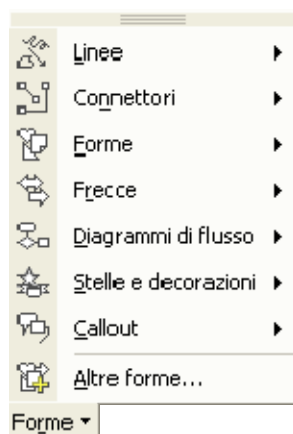 Linee
Connettori
Forme
Frecce
Diagrammi di flusso
Stelle e decorazioni
Callout
Altre forme...
Forme